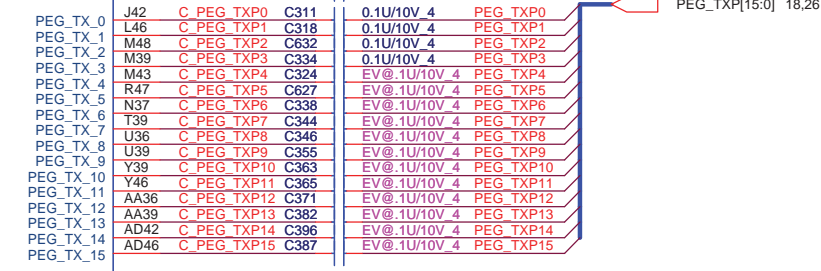 PEG_TXP[15:0] 18,26
PEG_TX_0 J42 C_PEG_TXP0 C311 0.1U/10V_4 PEG_TXP0
PEG_TX_1 L46 C_PEG_TXP1 C318 0.1U/10V_4 PEG_TXP1
PEG_TX_2 M48 C_PEG_TXP2 C632 0.1U/10V_4 PEG_TXP2
PEG_TX_3 M39 C_PEG_TXP3 C334 0.1U/10V_4 PEG_TXP3
PEG_TX_4 M43 C_PEG_TXP4 C324 EV@.1U/10V_4 PEG_TXP4
PEG_TX_5 R47 C_PEG_TXP5 C627 EV@.1U/10V_4 PEG_TXP5
PEG_TX_6 N37 C_PEG_TXP6 C338 EV@.1U/10V_4 PEG_TXP6
PEG_TX_7 T39 C_PEG_TXP7 C344 EV@.1U/10V_4 PEG_TXP7
PEG_TX_8 U36 C_PEG_TXP8 C346 EV@.1U/10V_4 PEG_TXP8
PEG_TX_9 U39 C_PEG_TXP9 C355 EV@.1U/10V_4 PEG_TXP9
PEG_TX_10 Y39 C_PEG_TXP10 C363 EV@.1U/10V_4 PEG_TXP10
PEG_TX_11 Y46 C_PEG_TXP11 C365 EV@.1U/10V_4 PEG_TXP11
PEG_TX_12 AA36 C_PEG_TXP12 C371 EV@.1U/10V_4 PEG_TXP12
PEG_TX_13 AA39 C_PEG_TXP13 C382 EV@.1U/10V_4 PEG_TXP13
PEG_TX_14 AD42 C_PEG_TXP14 C396 EV@.1U/10V_4 PEG_TXP14
PEG_TX_15 AD46 C_PEG_TXP15 C387 EV@.1U/10V_4 PEG_TXP15